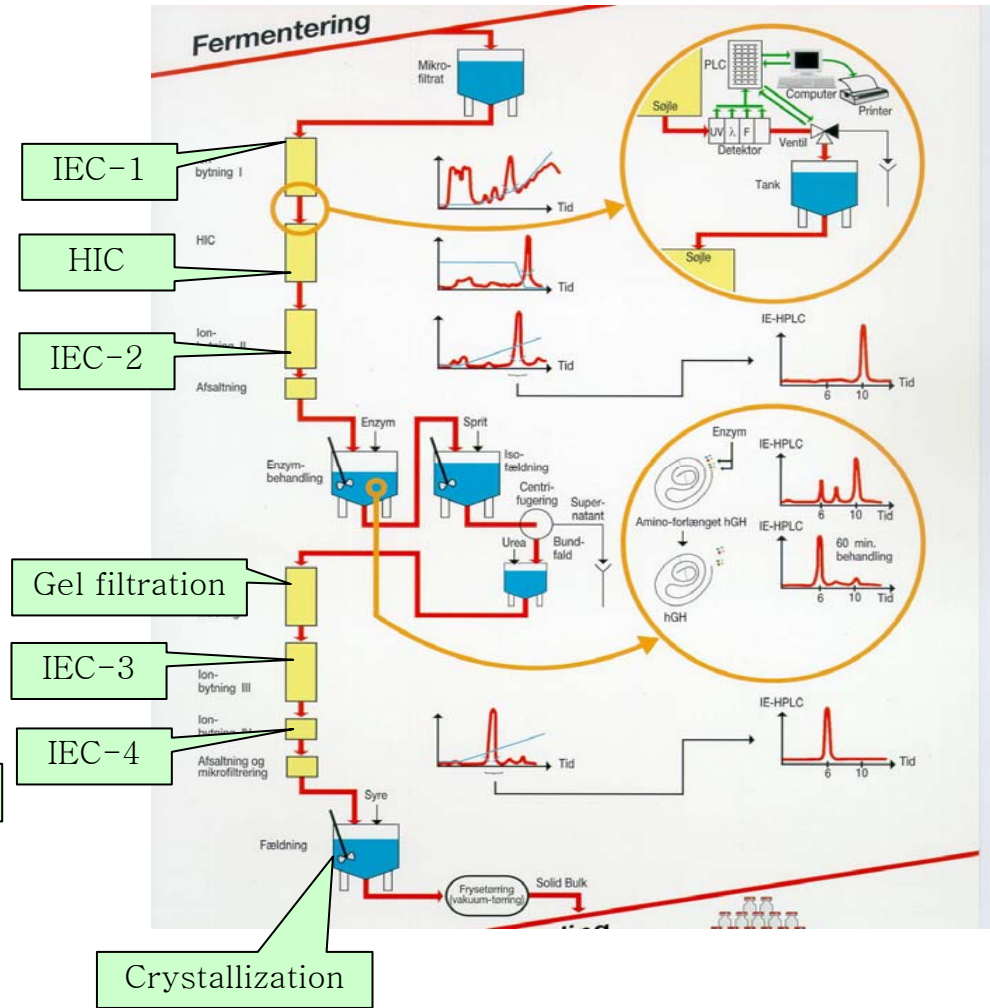 Fermentering
Mikro-
filtrat
PLC
Computer
Printer
Søjle
UV λ F
Detektor
Ventil
Tank
Søjle
IEC-1
bytning I
Tid
HIC
HIC
Tid
IEC-2
Ion-
Tid
IE-HPLC
Tid
6 10
Afsaltning
Enzym
Sprit
Enzym-
behandling
Iso-
fældning
Centri-
fugering
Super-
natant
Urea
Bund-
fald
Enzym
Amino-forlænget hGH
hGH
IE-HPLC
6 10
Tid
IE-HPLC
60 min.
behandling
6 10 Tid
Gel filtration
IEC-3
Ion-
bytning III
IEC-4
Ion-
Afsaltning og
mikrofiltrering
Tid
IE-HPLC
Tid
6 10
Syre
Fældning
Frysetørring
(vakuum-tørring)
Solid Bulk
Crystallization